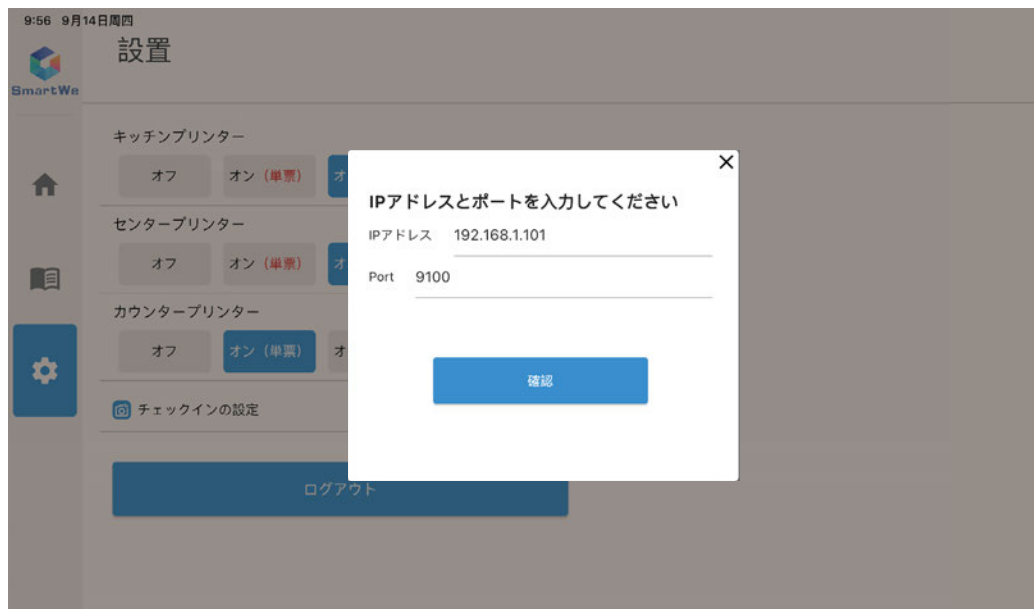 9:56 9月14日周四
設置
SmartWe
キッチンプリンター
オフ オン（単票） オ
センタープリンター
オフ オン（単票） オ
カウンタープリンター
オフ オン（単票） オ
チェックインの設定
ログアウト
IPアドレスとポートを入力してください
IPアドレス 192.168.1.101
Port 9100
確認